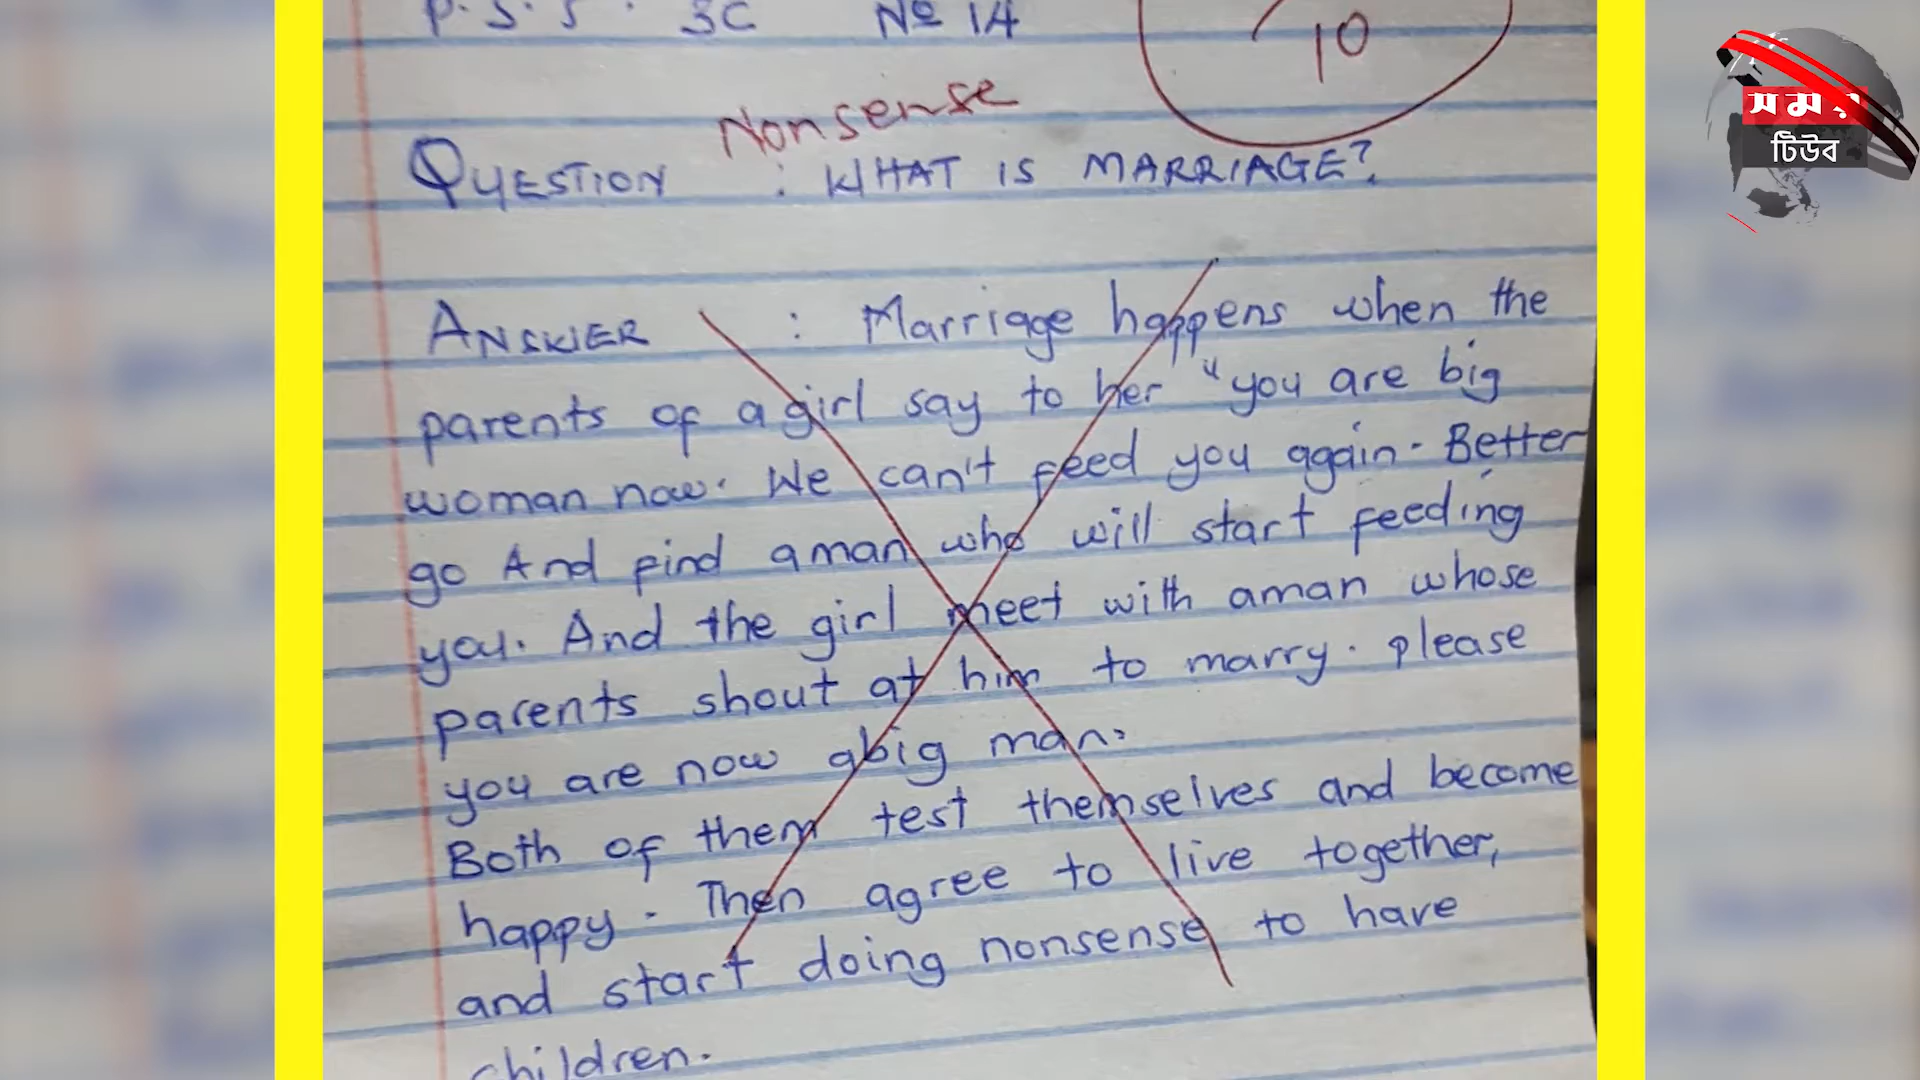 P.S.S. 3C No 14
10
Nonsense
QUESTION : WHAT IS MARRIAGE?
ANSWER : Marriage happens when the
parents of a girl say to her "you are big
woman now. We can't feed you again. Better
go And find a man who will start feeding
you. And the girl meet with aman whose
parents shout at him to marry. please
you are now abig man.
Both of them test themselves and become
happy. Then agree to live together,
and start doing nonsense to have
children.
সময়
টিউব